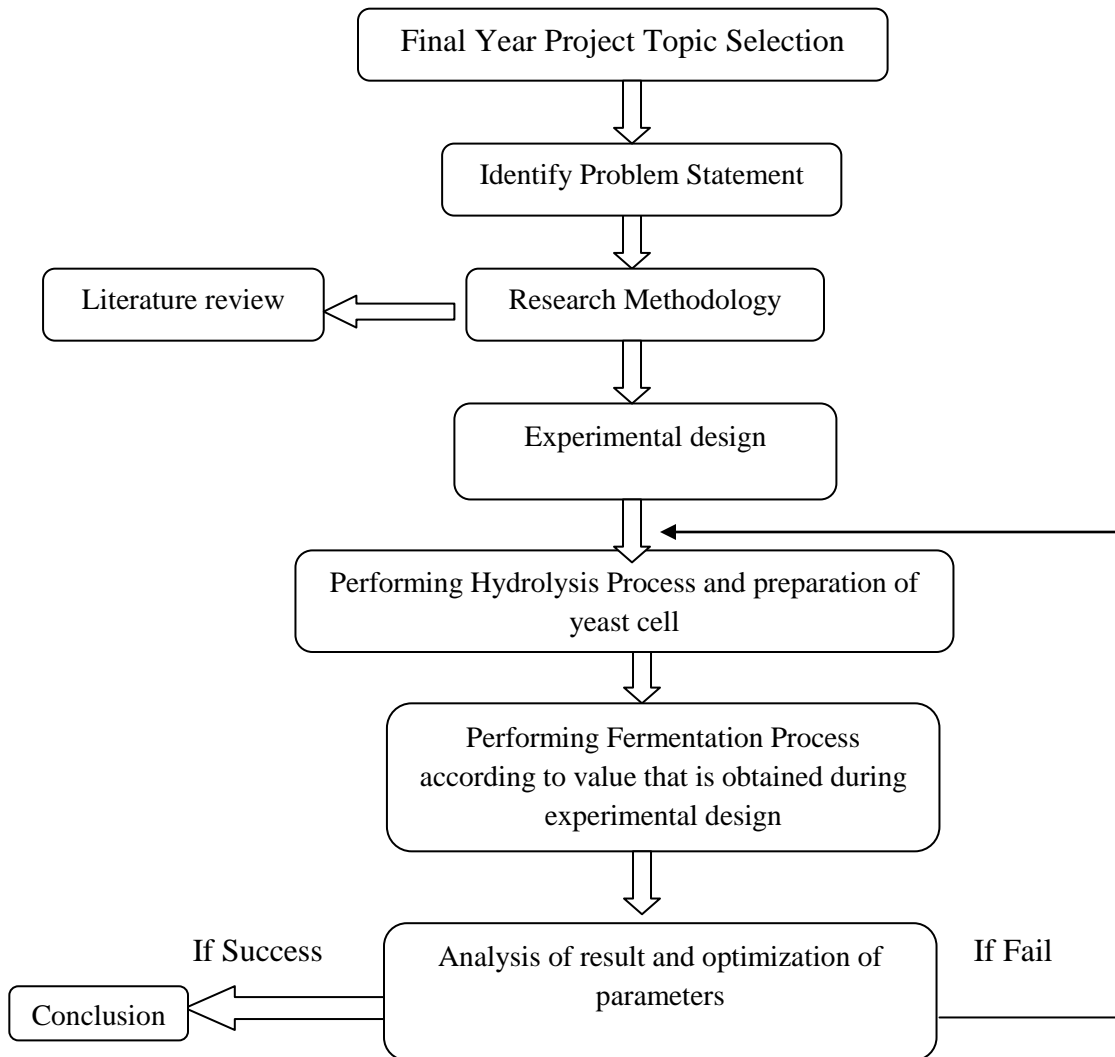 Final Year Project Topic Selection
Identify Problem Statement
Literature review
Research Methodology
Experimental design
Performing Hydrolysis Process and preparation of
yeast cell
Performing Fermentation Process
according to value that is obtained during
experimental design
If Success
Analysis of result and optimization of
parameters
If Fail
Conclusion